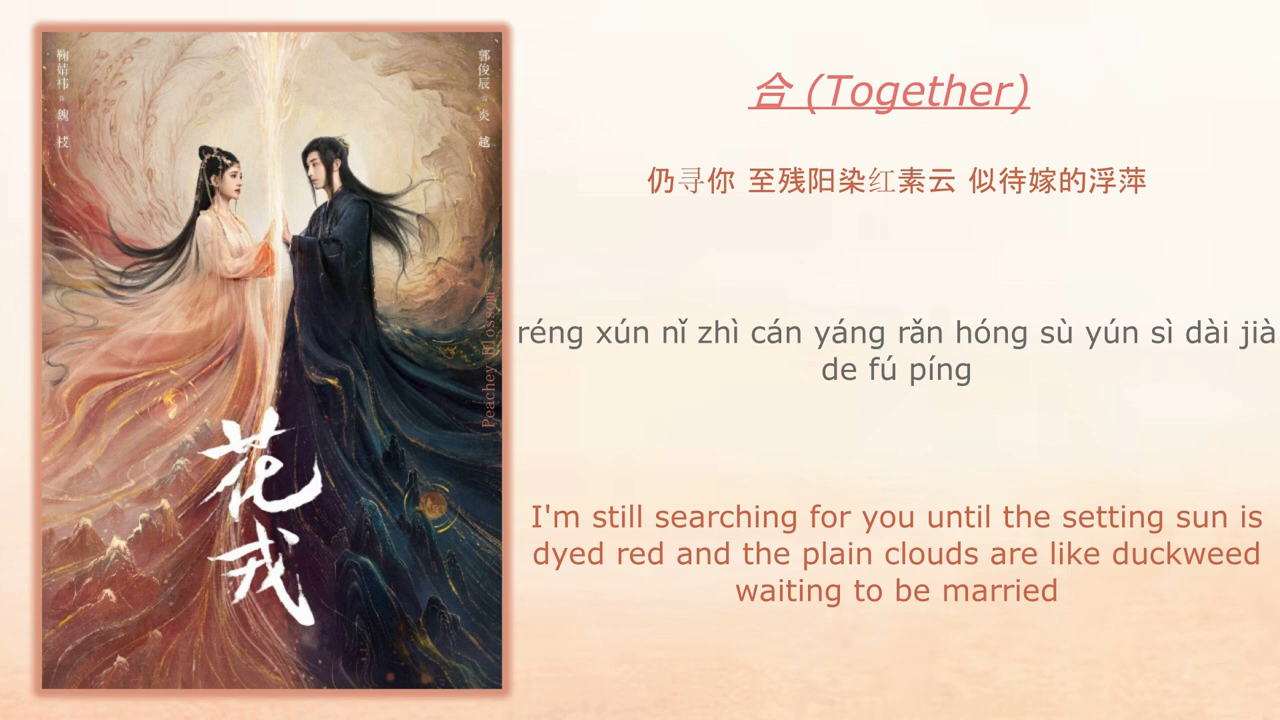 鞠婧祎 饰 魏枝
郭俊辰 饰 炎越
Peachey Blossom
花戎
合 (Together)
仍寻你 至残阳染红素云 似待嫁的浮萍
réng xún nǐ zhì cán yáng rǎn hóng sù yún sì dài jià
de fú píng
I'm still searching for you until the setting sun is
dyed red and the plain clouds are like duckweed
waiting to be married